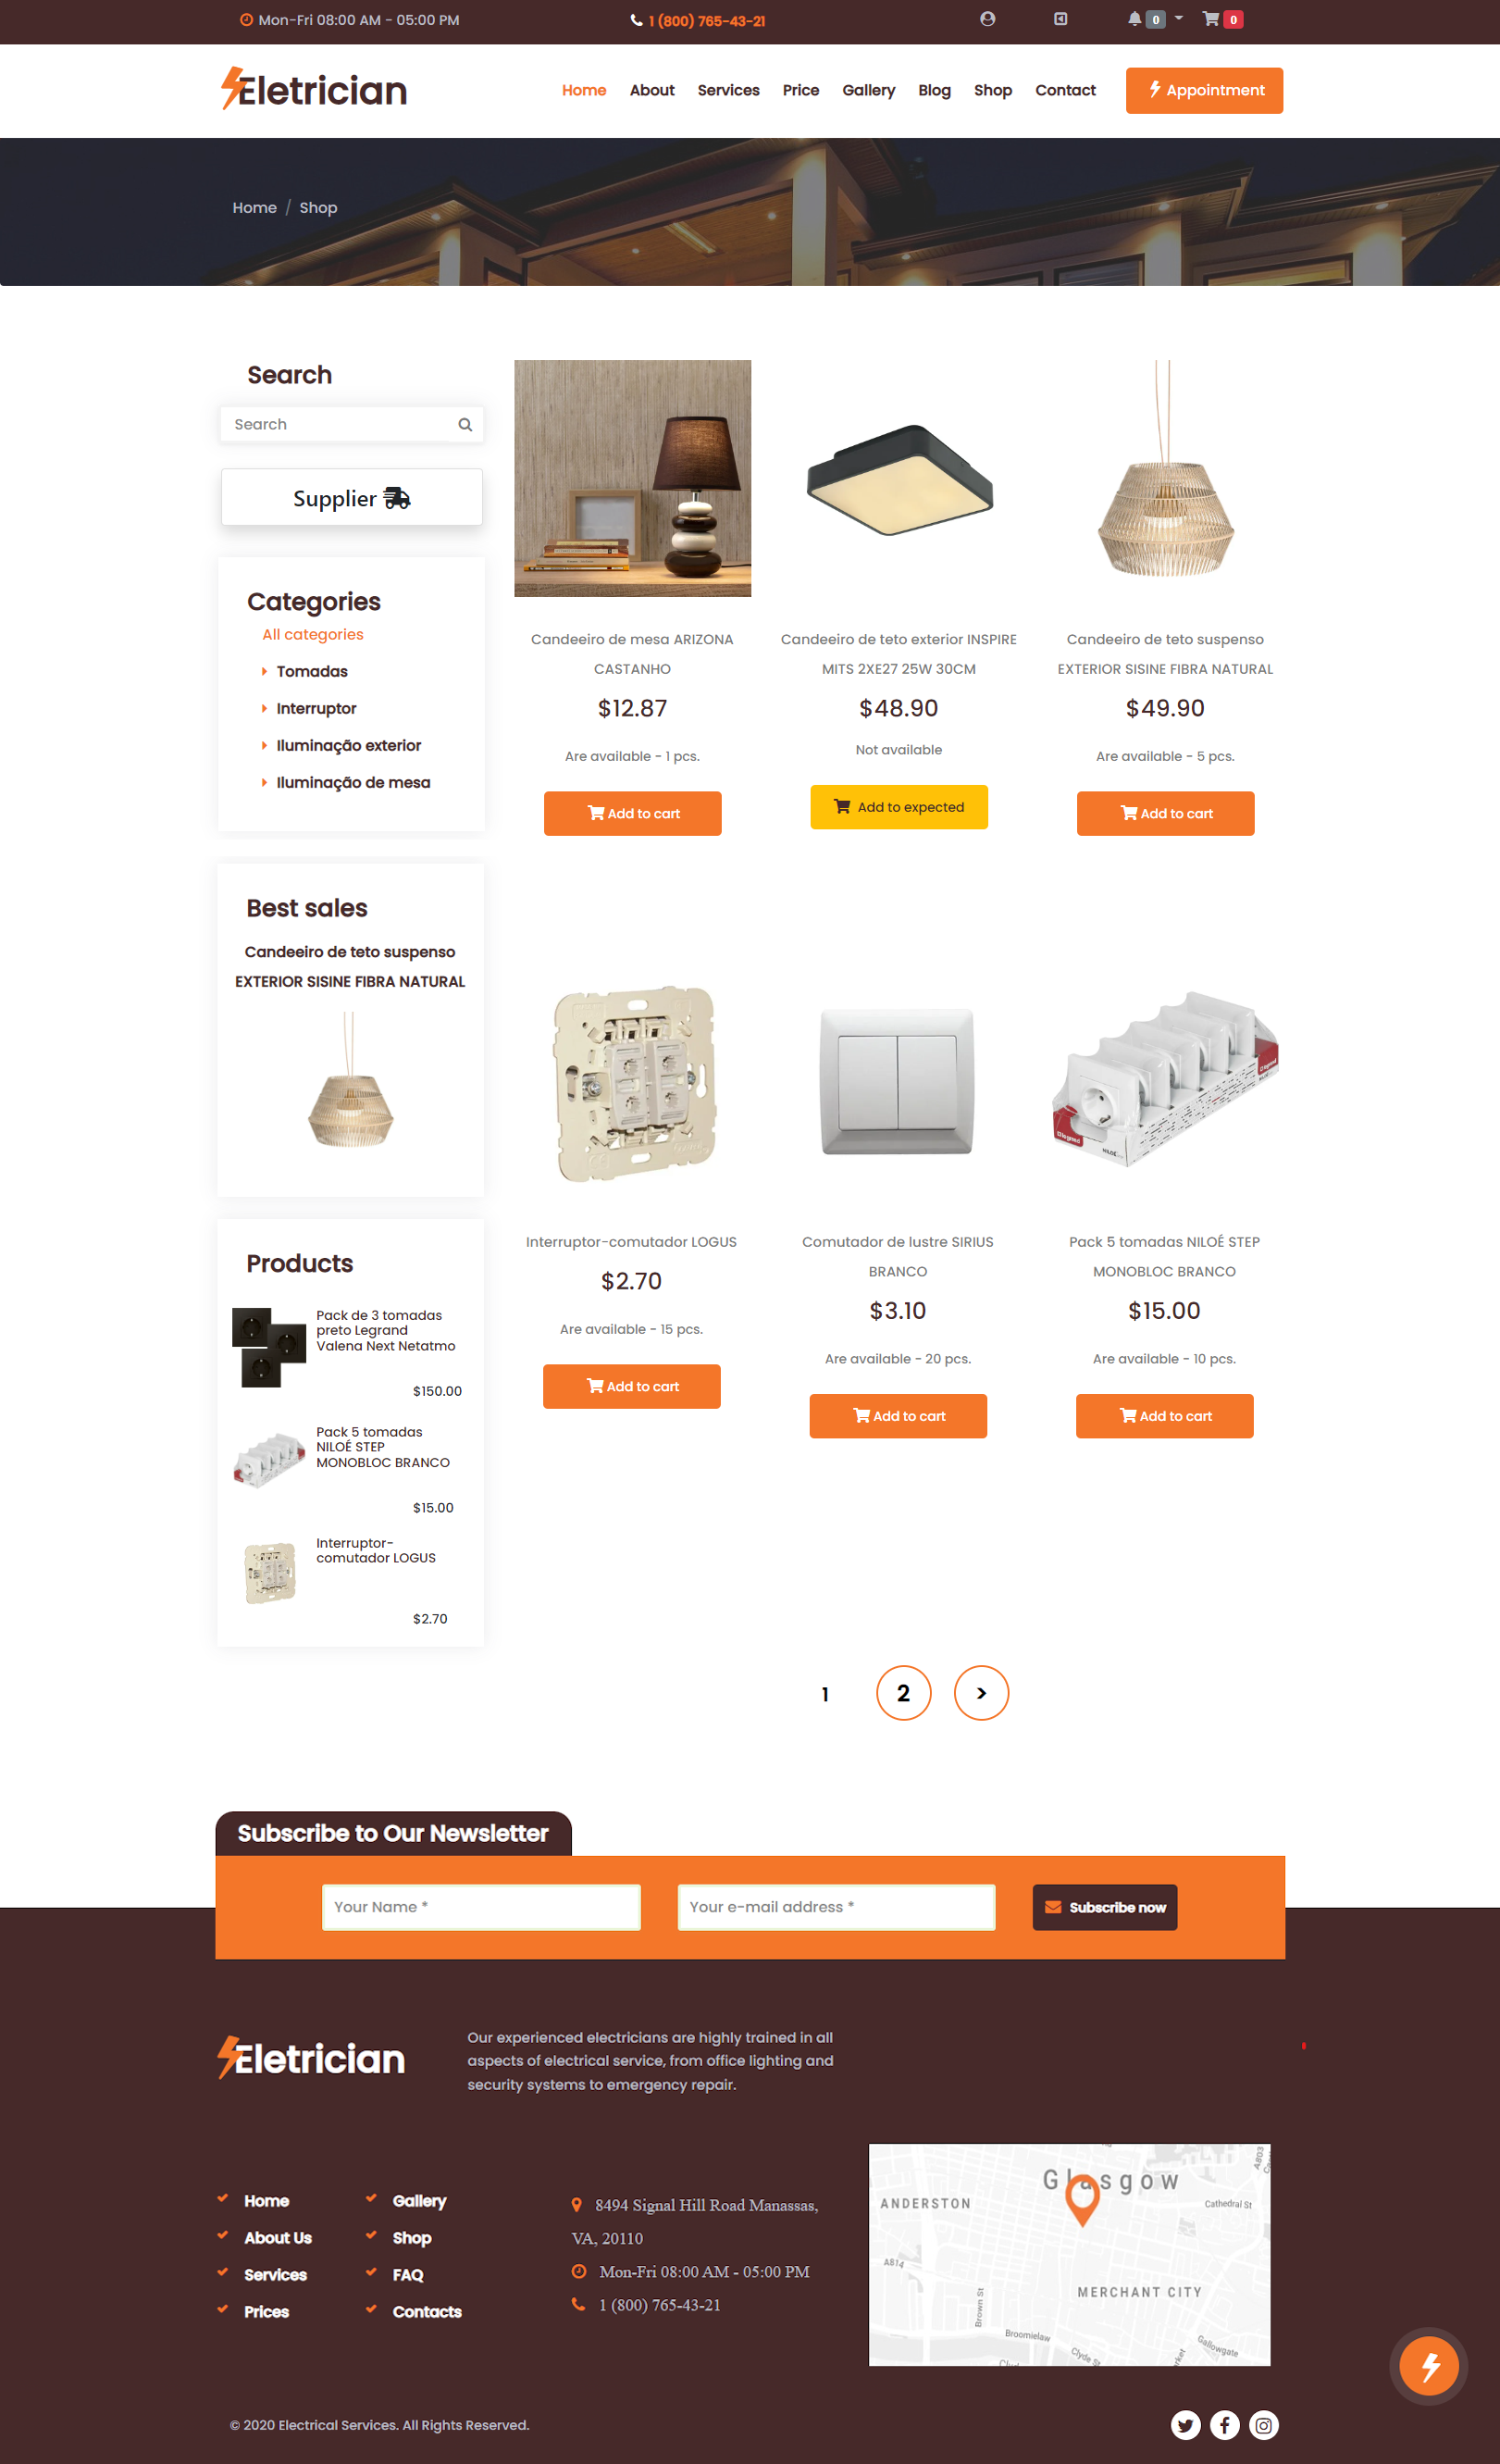 Mon-Fri 08:00 AM - 05:00 PM
1 (800) 765-43-21
0
0
Eletrician
Home About Services Price Gallery Blog Shop Contact
Appointment
Home / Shop
Search
Search
Supplier
Categories
All categories
Tomadas
Interruptor
Iluminação exterior
Iluminação de mesa
Best sales
Candeeiro de teto suspenso
EXTERIOR SISINE FIBRA NATURAL
Products
Pack de 3 tomadas
preto Legrand
Valena Next Netatmo
$150.00
Pack 5 tomadas
NILOÉ STEP
MONOBLOC BRANCO
$15.00
Interruptor-
comutador LOGUS
$2.70
Candeeiro de mesa ARIZONA
CASTANHO
$12.87
Are available - 1 pcs.
Add to cart
Candeeiro de teto exterior INSPIRE
MITS 2XE27 25W 30CM
$48.90
Not available
Add to expected
Candeeiro de teto suspenso
EXTERIOR SISINE FIBRA NATURAL
$49.90
Are available - 5 pcs.
Add to cart
Interruptor-comutador LOGUS
$2.70
Are available - 15 pcs.
Add to cart
Comutador de lustre SIRIUS
BRANCO
$3.10
Are available - 20 pcs.
Add to cart
legrand
NILOÉ
Pack 5 tomadas NILOÉ STEP
MONOBLOC BRANCO
$15.00
Are available - 10 pcs.
Add to cart
1 2 >
Subscribe to Our Newsletter
Your Name *
Your e-mail address *
Subscribe now
Eletrician
Our experienced electricians are highly trained in all
aspects of electrical service, from office lighting and
security systems to emergency repair.
Home
About Us
Services
Prices
Gallery
Shop
FAQ
Contacts
8494 Signal Hill Road Manassas,
VA, 20110
Mon-Fri 08:00 AM - 05:00 PM
1 (800) 765-43-21
Glasgow
ANDERSTON
Cathedral St
A803
A814
MERCHANT CITY
Brown St
Broomielaw
Clyde St
Gallowgate
© 2020 Electrical Services. All Rights Reserved.